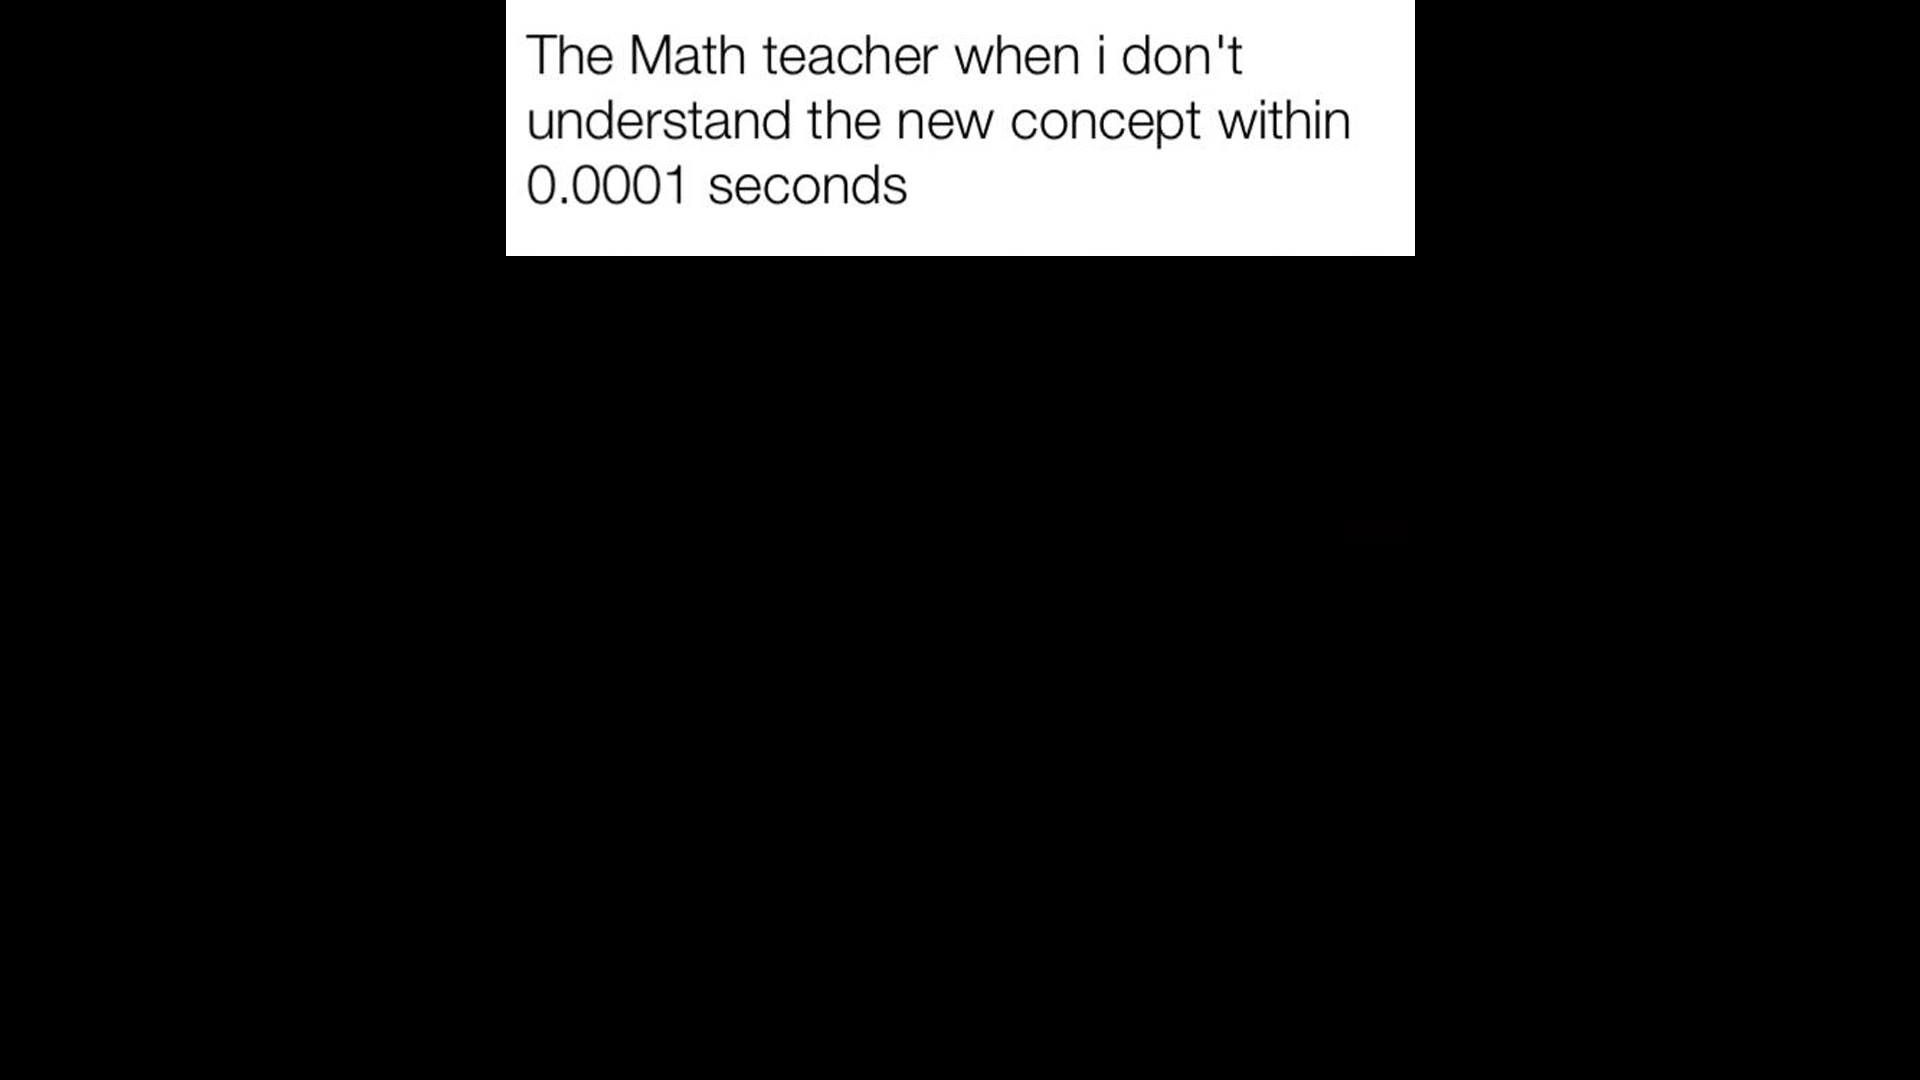 The Math teacher when i don't
understand the new concept within
0.0001 seconds